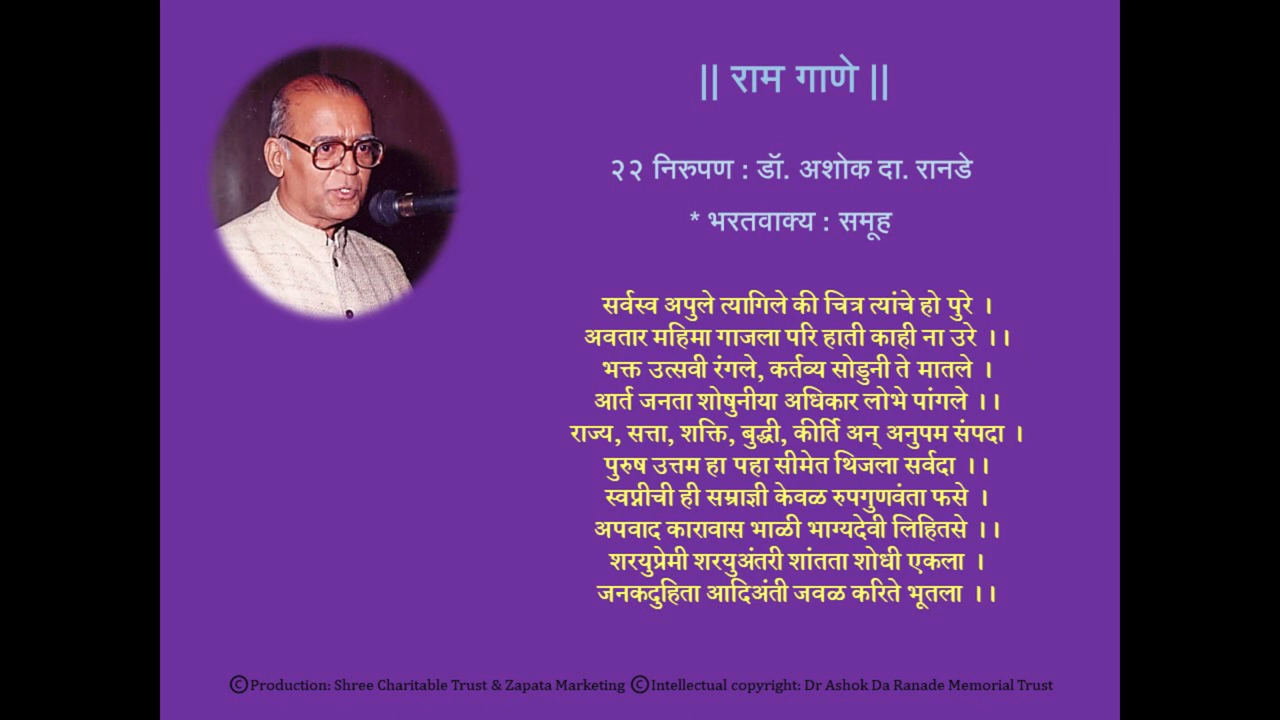 || राम गाणे ||
२२ निरुपण : डॉ. अशोक दा. रानडे
* भरतवाक्य : समूह
सर्वस्व अपुले त्यागिले की चित्र त्यांचे हो पुरे ।
अवतार महिमा गाजला परि हाती काही ना उरे ।।
भक्त उत्सवी रंगले, कर्तव्य सोडुनी ते मातले ।
आर्त जनता शोषुनीया अधिकार लोभे पांगले ।।
राज्य, सत्ता, शक्ति, बुद्धी, कीर्ति अन् अनुपम संपदा ।
पुरुष उत्तम हा पहा सीमेत थिजला सर्वदा ।।
स्वप्नीची ही सम्राज्ञी केवळ रुपगुणवंता फसे ।
अपवाद कारावास भाळी भाग्यदेवी लिहितसे ।।
शरयुप्रेमी शरयुअंतरी शांतता शोधी एकला ।
जनकदुहिता आदिअंती जवळ करिते भूतला ।।
©Production: Shree Charitable Trust & Zapata Marketing ©Intellectual copyright: Dr Ashok Da Ranade Memorial Trust